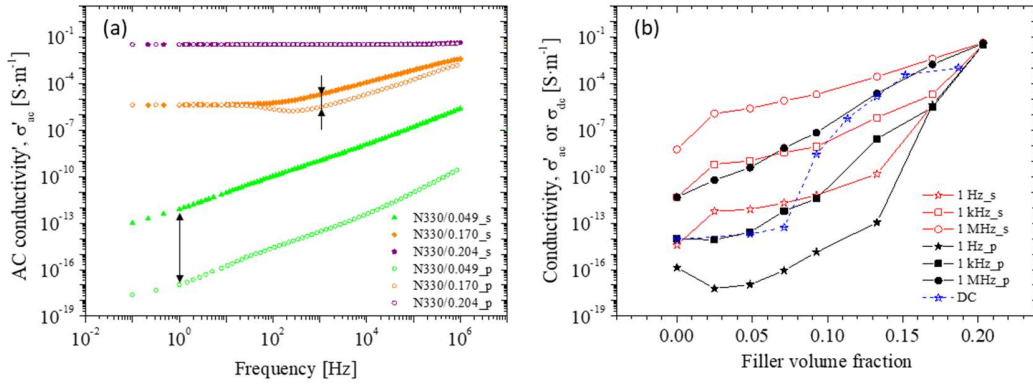 (a)
AC conductivity', σ'ac [S·m⁻¹]
10⁻¹
10⁻⁴
10⁻⁷
10⁻¹⁰
10⁻¹³
10⁻¹⁶
10⁻¹⁹
N330/0.049_s
N330/0.170_s
N330/0.204_s
N330/0.049_p
N330/0.170_p
N330/0.204_p
10⁻² 10⁰ 10² 10⁴ 10⁶
Frequency [Hz]
(b)
Conductivity, σ'ac or σdc [S·m⁻¹]
10⁻¹
10⁻⁴
10⁻⁷
10⁻¹⁰
10⁻¹³
10⁻¹⁶
10⁻¹⁹
1 Hz_s
1 kHz_s
1 MHz_s
1 Hz_p
1 kHz_p
1 MHz_p
DC
0.00 0.05 0.10 0.15 0.20
Filler volume fraction